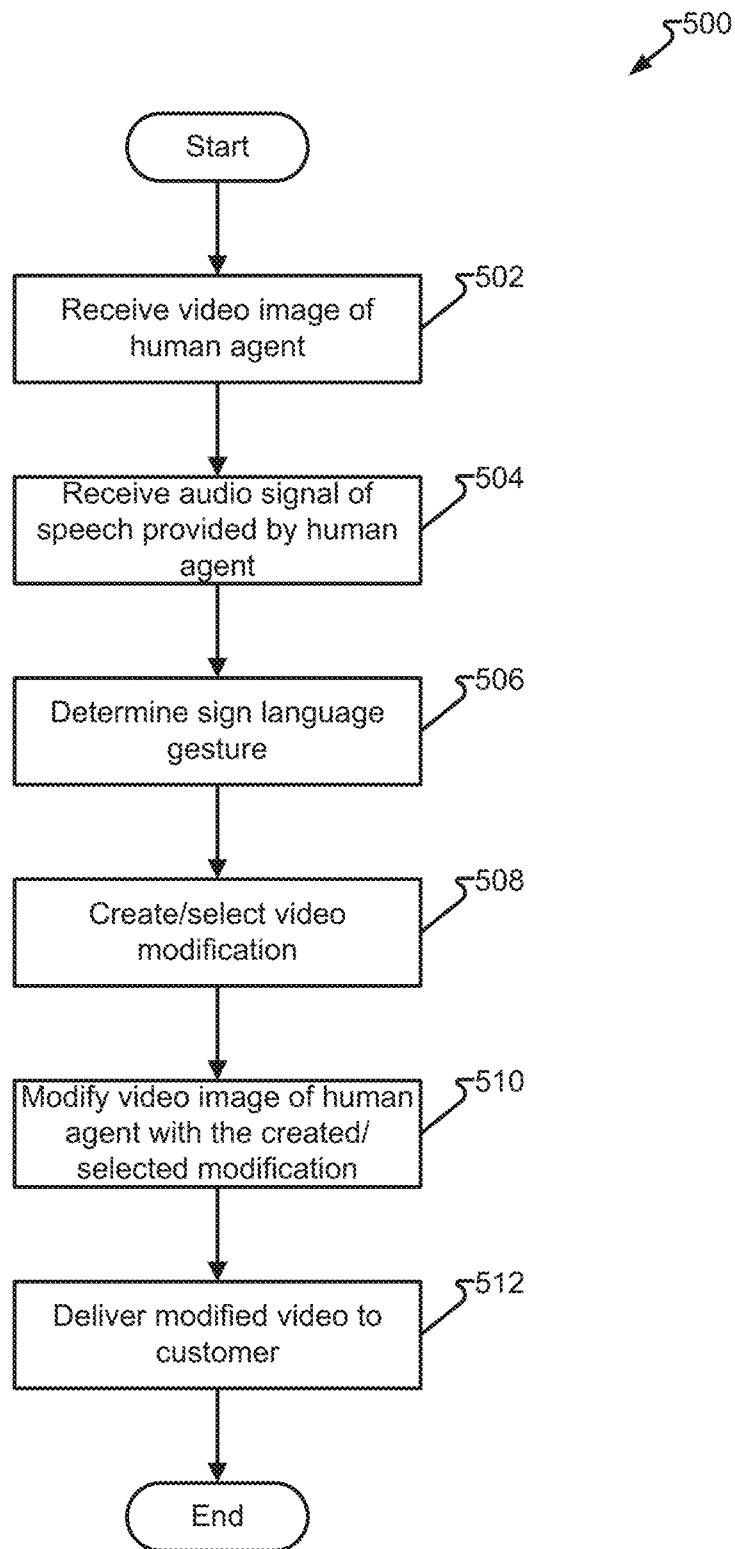 500
Start
502
Receive video image of
human agent
504
Receive audio signal of
speech provided by human
agent
506
Determine sign language
gesture
508
Create/select video
modification
510
Modify video image of human
agent with the created/
selected modification
512
Deliver modified video to
customer
End